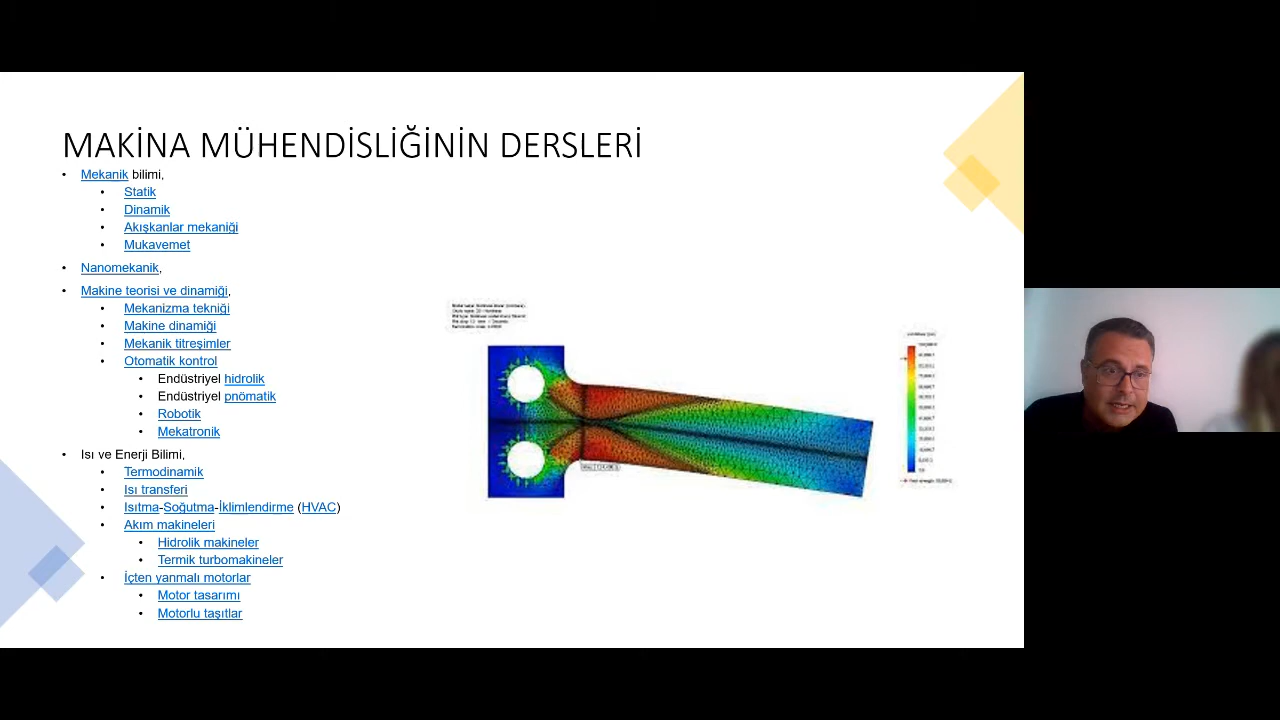 MAKİNA MÜHENDİSLİĞİNİN DERSLERİ
Mekanik bilimi,
Statik
Dinamik
Akışkanlar mekaniği
Mukavemet
Nanomekanik,
Makine teorisi ve dinamiği,
Mekanizma tekniği
Makine dinamiği
Mekanik titreşimler
Otomatik kontrol
Endüstriyel hidrolik
Endüstriyel pnömatik
Robotik
Mekatronik
Isı ve Enerji Bilimi,
Termodinamik
Isı transferi
Isıtma-Soğutma-İklimlendirme (HVAC)
Akım makineleri
Hidrolik makineler
Termik turbomakineler
İçten yanmalı motorlar
Motor tasarımı
Motorlu taşıtlar